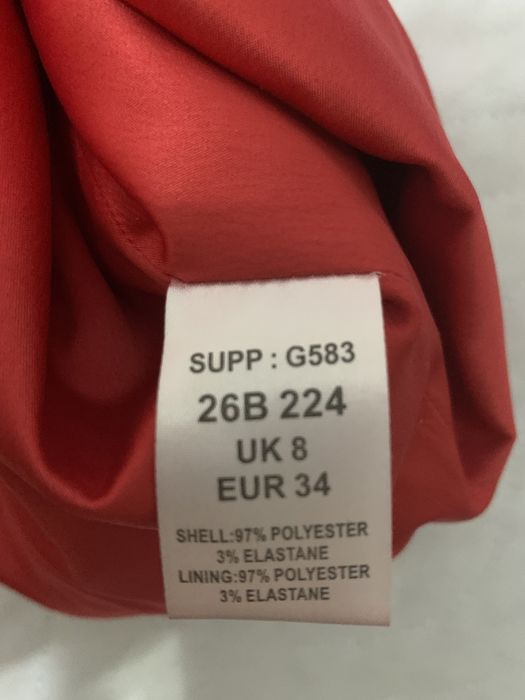 SUPP : G583
26B 224
UK 8
EUR 34
SHELL:97% POLYESTER
3% ELASTANE
LINING:97% POLYESTER
3% ELASTANE